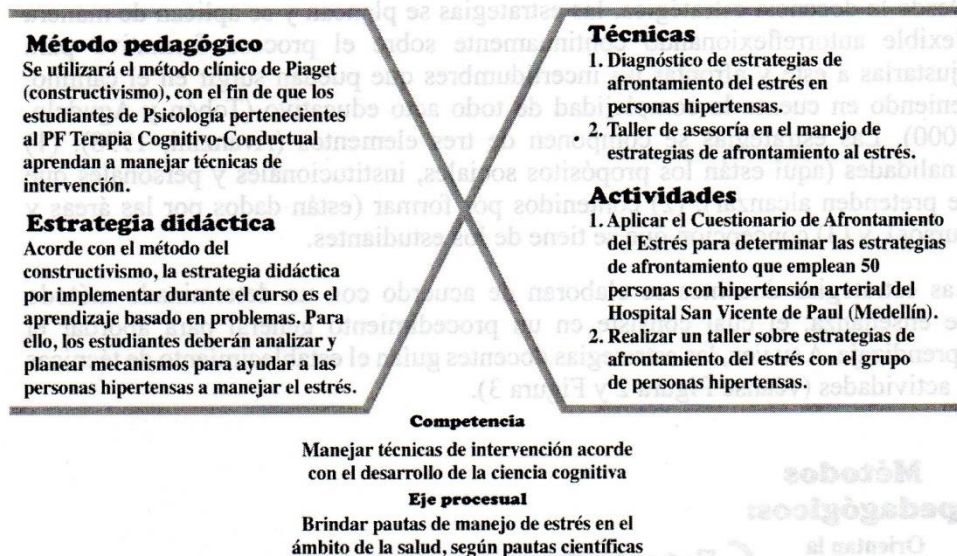 Método pedagógico
Se utilizará el método clínico de Piaget
(constructivismo), con el fin de que los
estudiantes de Psicología pertenecientes
al PF Terapia Cognitivo-Conductual
aprendan a manejar técnicas de
intervención.
Estrategia didáctica
Acorde con el método del
constructivismo, la estrategia didáctica
por implementar durante el curso es el
aprendizaje basado en problemas. Para
ello, los estudiantes deberán analizar y
planear mecanismos para ayudar a las
personas hipertensas a manejar el estrés.
Técnicas
1. Diagnóstico de estrategias de
afrontamiento del estrés en
personas hipertensas.
2. Taller de asesoría en el manejo de
estrategias de afrontamiento al estrés.
Actividades
1. Aplicar el Cuestionario de Afrontamiento
del Estrés para determinar las estrategias
de afrontamiento que emplean 50
personas con hipertensión arterial del
Hospital San Vicente de Paul (Medellín).
2. Realizar un taller sobre estrategias de
afrontamiento del estrés con el grupo
de personas hipertensas.
Competencia
Manejar técnicas de intervención acorde
con el desarrollo de la ciencia cognitiva
Eje procesual
Brindar pautas de manejo de estrés en el
ámbito de la salud, según pautas científicas